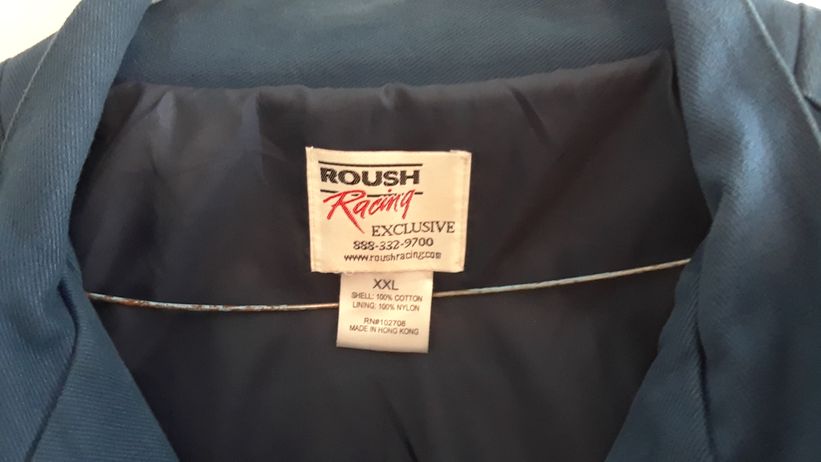 ROUSH
Racing
EXCLUSIVE
888-332-9700
www.roushracing.com
XXL
SHELL: 100% COTTON
LINING: 100% NYLON
RN#102708
MADE IN HONG KONG